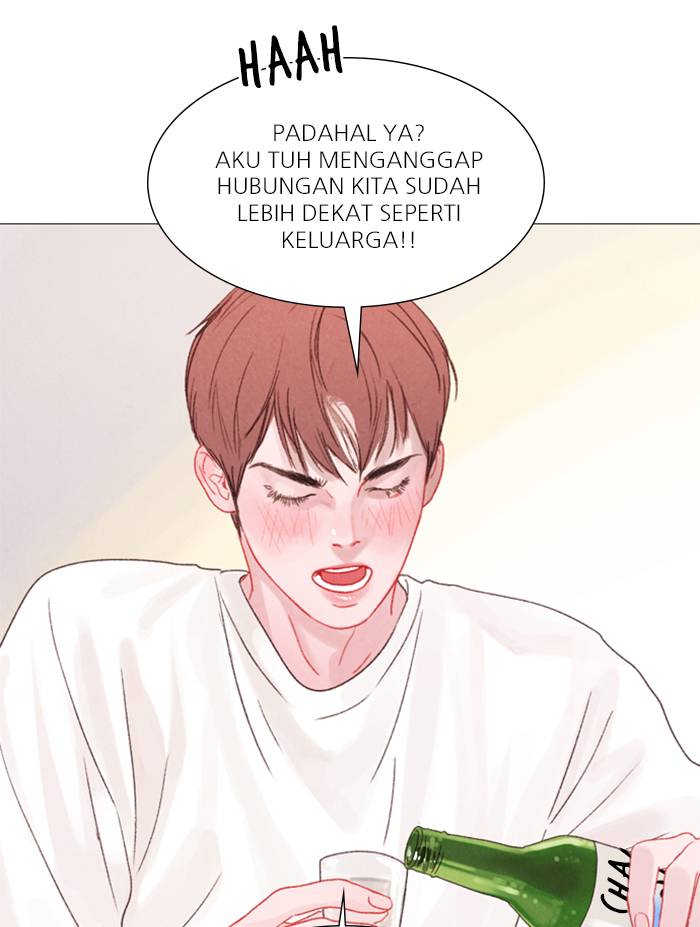 HAAH
PADAHAL YA?
AKU TUH MENGANGGAP
HUBUNGAN KITA SUDAH
LEBIH DEKAT SEPERTI
KELUARGA!!